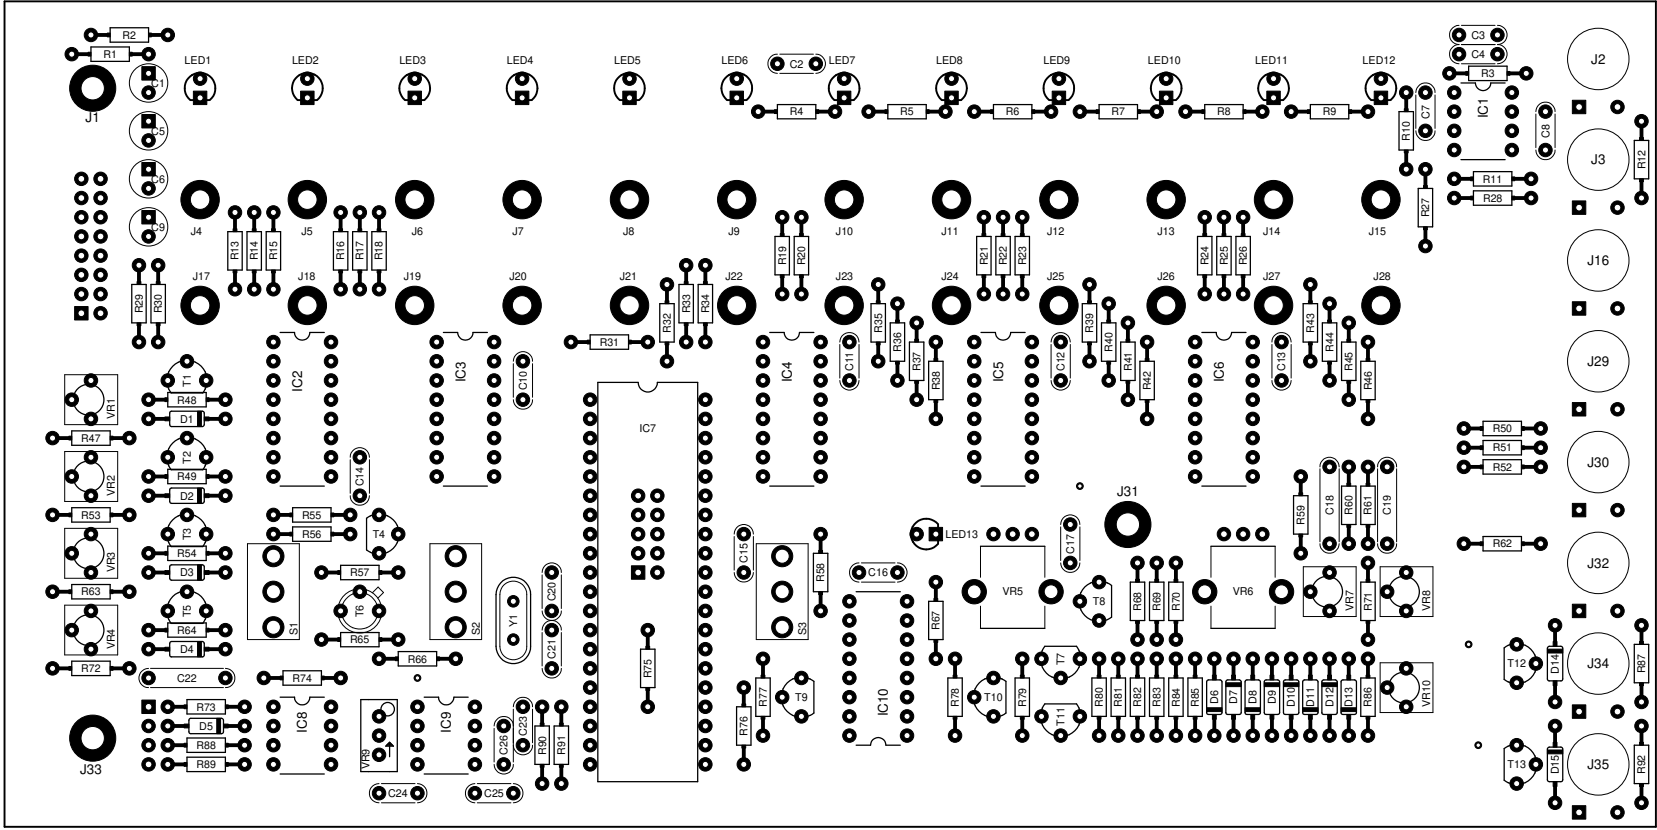 R2
R1
C3
C4
J2
LED1 LED2 LED3 LED4 LED5 LED6 C2 LED7 LED8 LED9 LED10 LED11 LED12
R3
C1
J1
R4 R5 R6 R7 R8 R9
R10 C7 IC1 C8
C5
J3 R12
C6
R11
R28
R27
C9
J4 J5 J6 J7 J8 J9 J10 J11 J12 J13 J14 J15
R13 R14 R15 R16 R17 R18 R19 R20 R21 R22 R23 R24 R25 R26
J16
J17 J18 J19 J20 J21 J22 J23 J24 J25 J26 J27 J28
R29 R30 R32 R33 R34 R35 R36 R37 R38 R39 R40 R41 R42 R43 R44 R45 R46
R31
C11 C12 C13
J29
IC2 IC3 C10 IC4 IC5 IC6
T1
VR1
R48
D1
IC7
R47
R50
R51
R52
T2
VR2
R49
D2
C14
J30
J31
R53
R55
R56
T4
R59 C18 R60 R61 C19
T3
VR3
R54
D3
LED13
C15 C17
R62
R57
R58
C16
J32
R63
T5
T6
VR4
R64
R65
D4
S1 S2 Y1 C20 C21 S3
R67
VR5
T8
R68 R69 R70
VR6
VR7 R71 VR8
R72
R66
R75
T7
T12 D14 J34 R87
C22
R74
R77 T9 R78 T10 R79 R80 R81 R82 R83 R84 R85 D6 D7 D8 D9 D10 D11 D12 D13 R86 VR10
R73
D5
R88
R89
IC8 VR9 IC9 C26 C23 R90 R91
R76
IC10
T11
J33
T13 D15 J35 R92
C24 C25